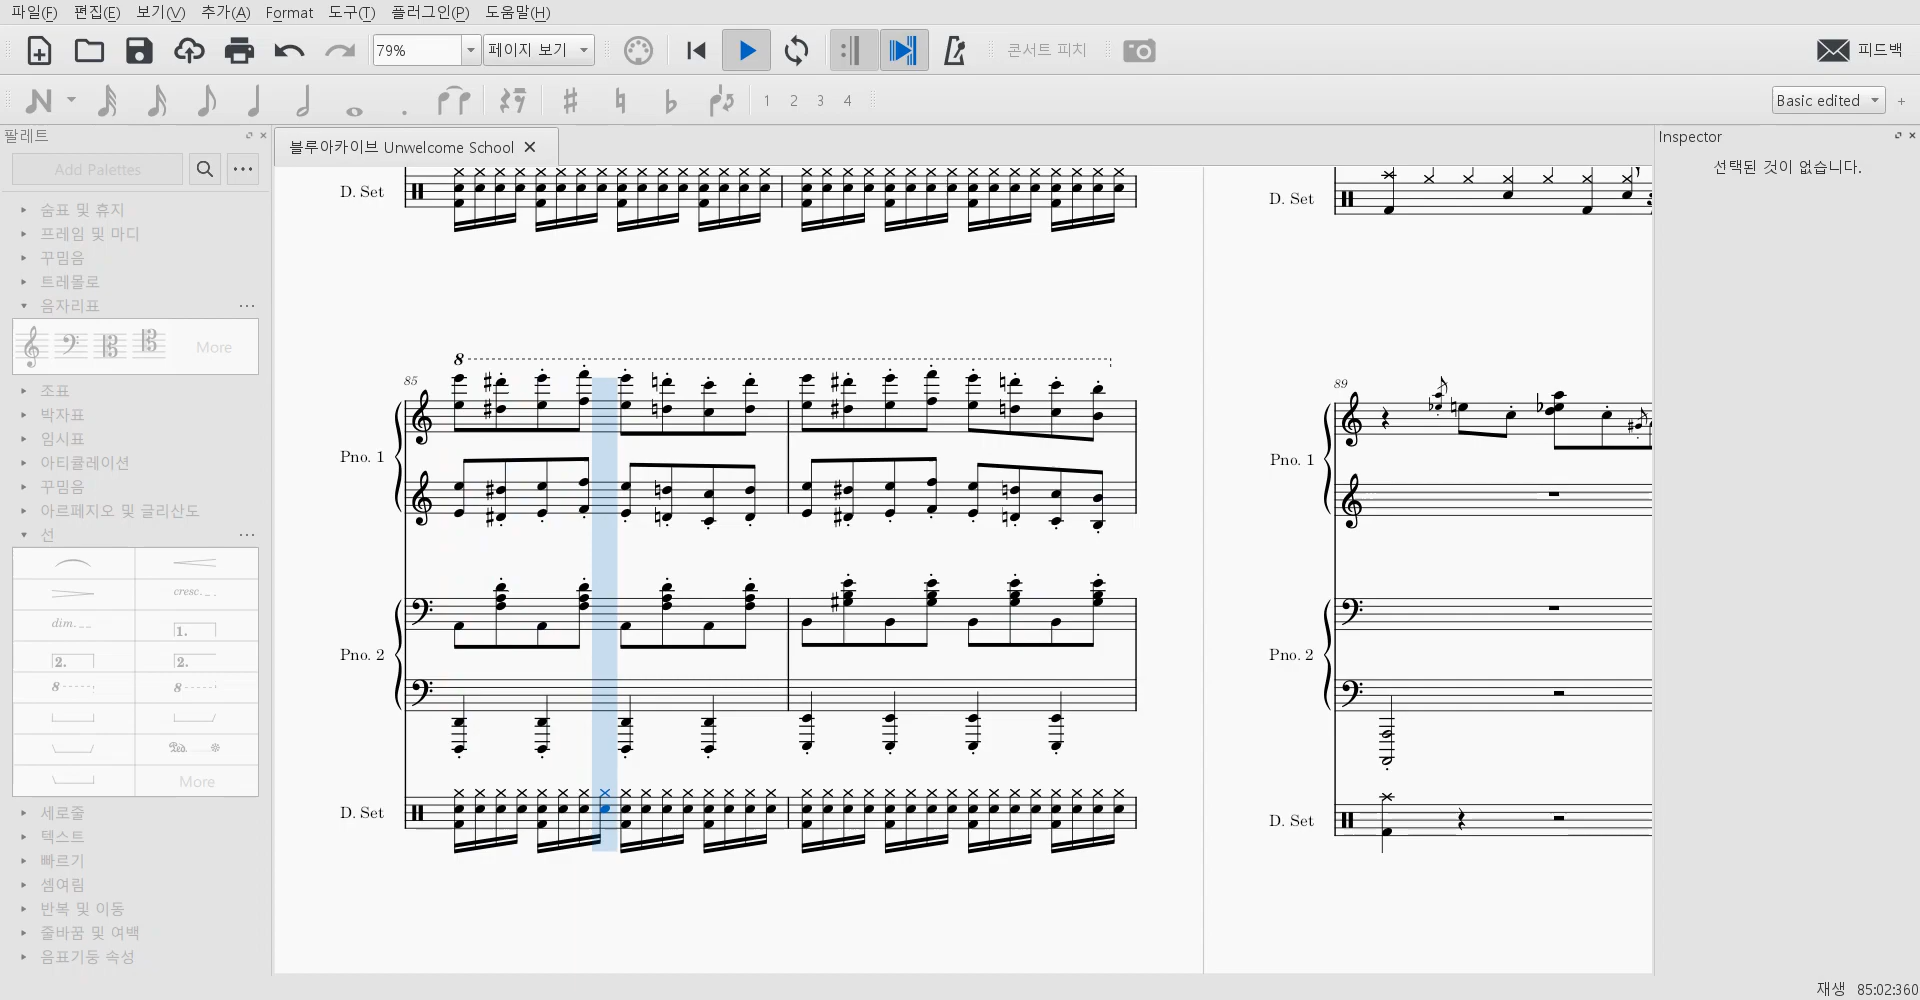 파일(F) 편집(E) 보기(V) 추가(A) Format 도구(T) 플러그인(P) 도움말(H)
79% 페이지 보기 콘서트 피치 피드백
1 2 3 4 Basic edited +
팔레트
Add Palettes
숨표 및 휴지
프레임 및 마디
꾸밈음
트레몰로
음자리표
More
조표
박자표
임시표
아티큘레이션
꾸밈음
아르페지오 및 글리산도
선
cresc.
dim.
1.
2. 2.
8 8
Ped.
More
세로줄
텍스트
빠르기
셈여림
반복 및 이동
줄바꿈 및 여백
음표기둥 속성
블루아카이브 Unwelcome School
D. Set
8
85
Pno. 1
Pno. 2
D. Set
D. Set
89
Pno. 1
Pno. 2
D. Set
Inspector
선택된 것이 없습니다.
재생 85:02:360